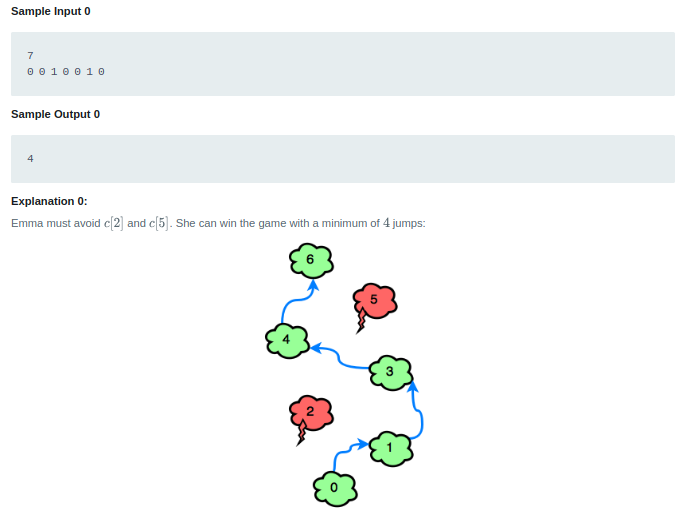 Sample Input 0
7
0 0 1 0 0 1 0
Sample Output 0
4
Explanation 0:
Emma must avoid c[2] and c[5]. She can win the game with a minimum of 4 jumps:
6
5
4
3
2
1
0